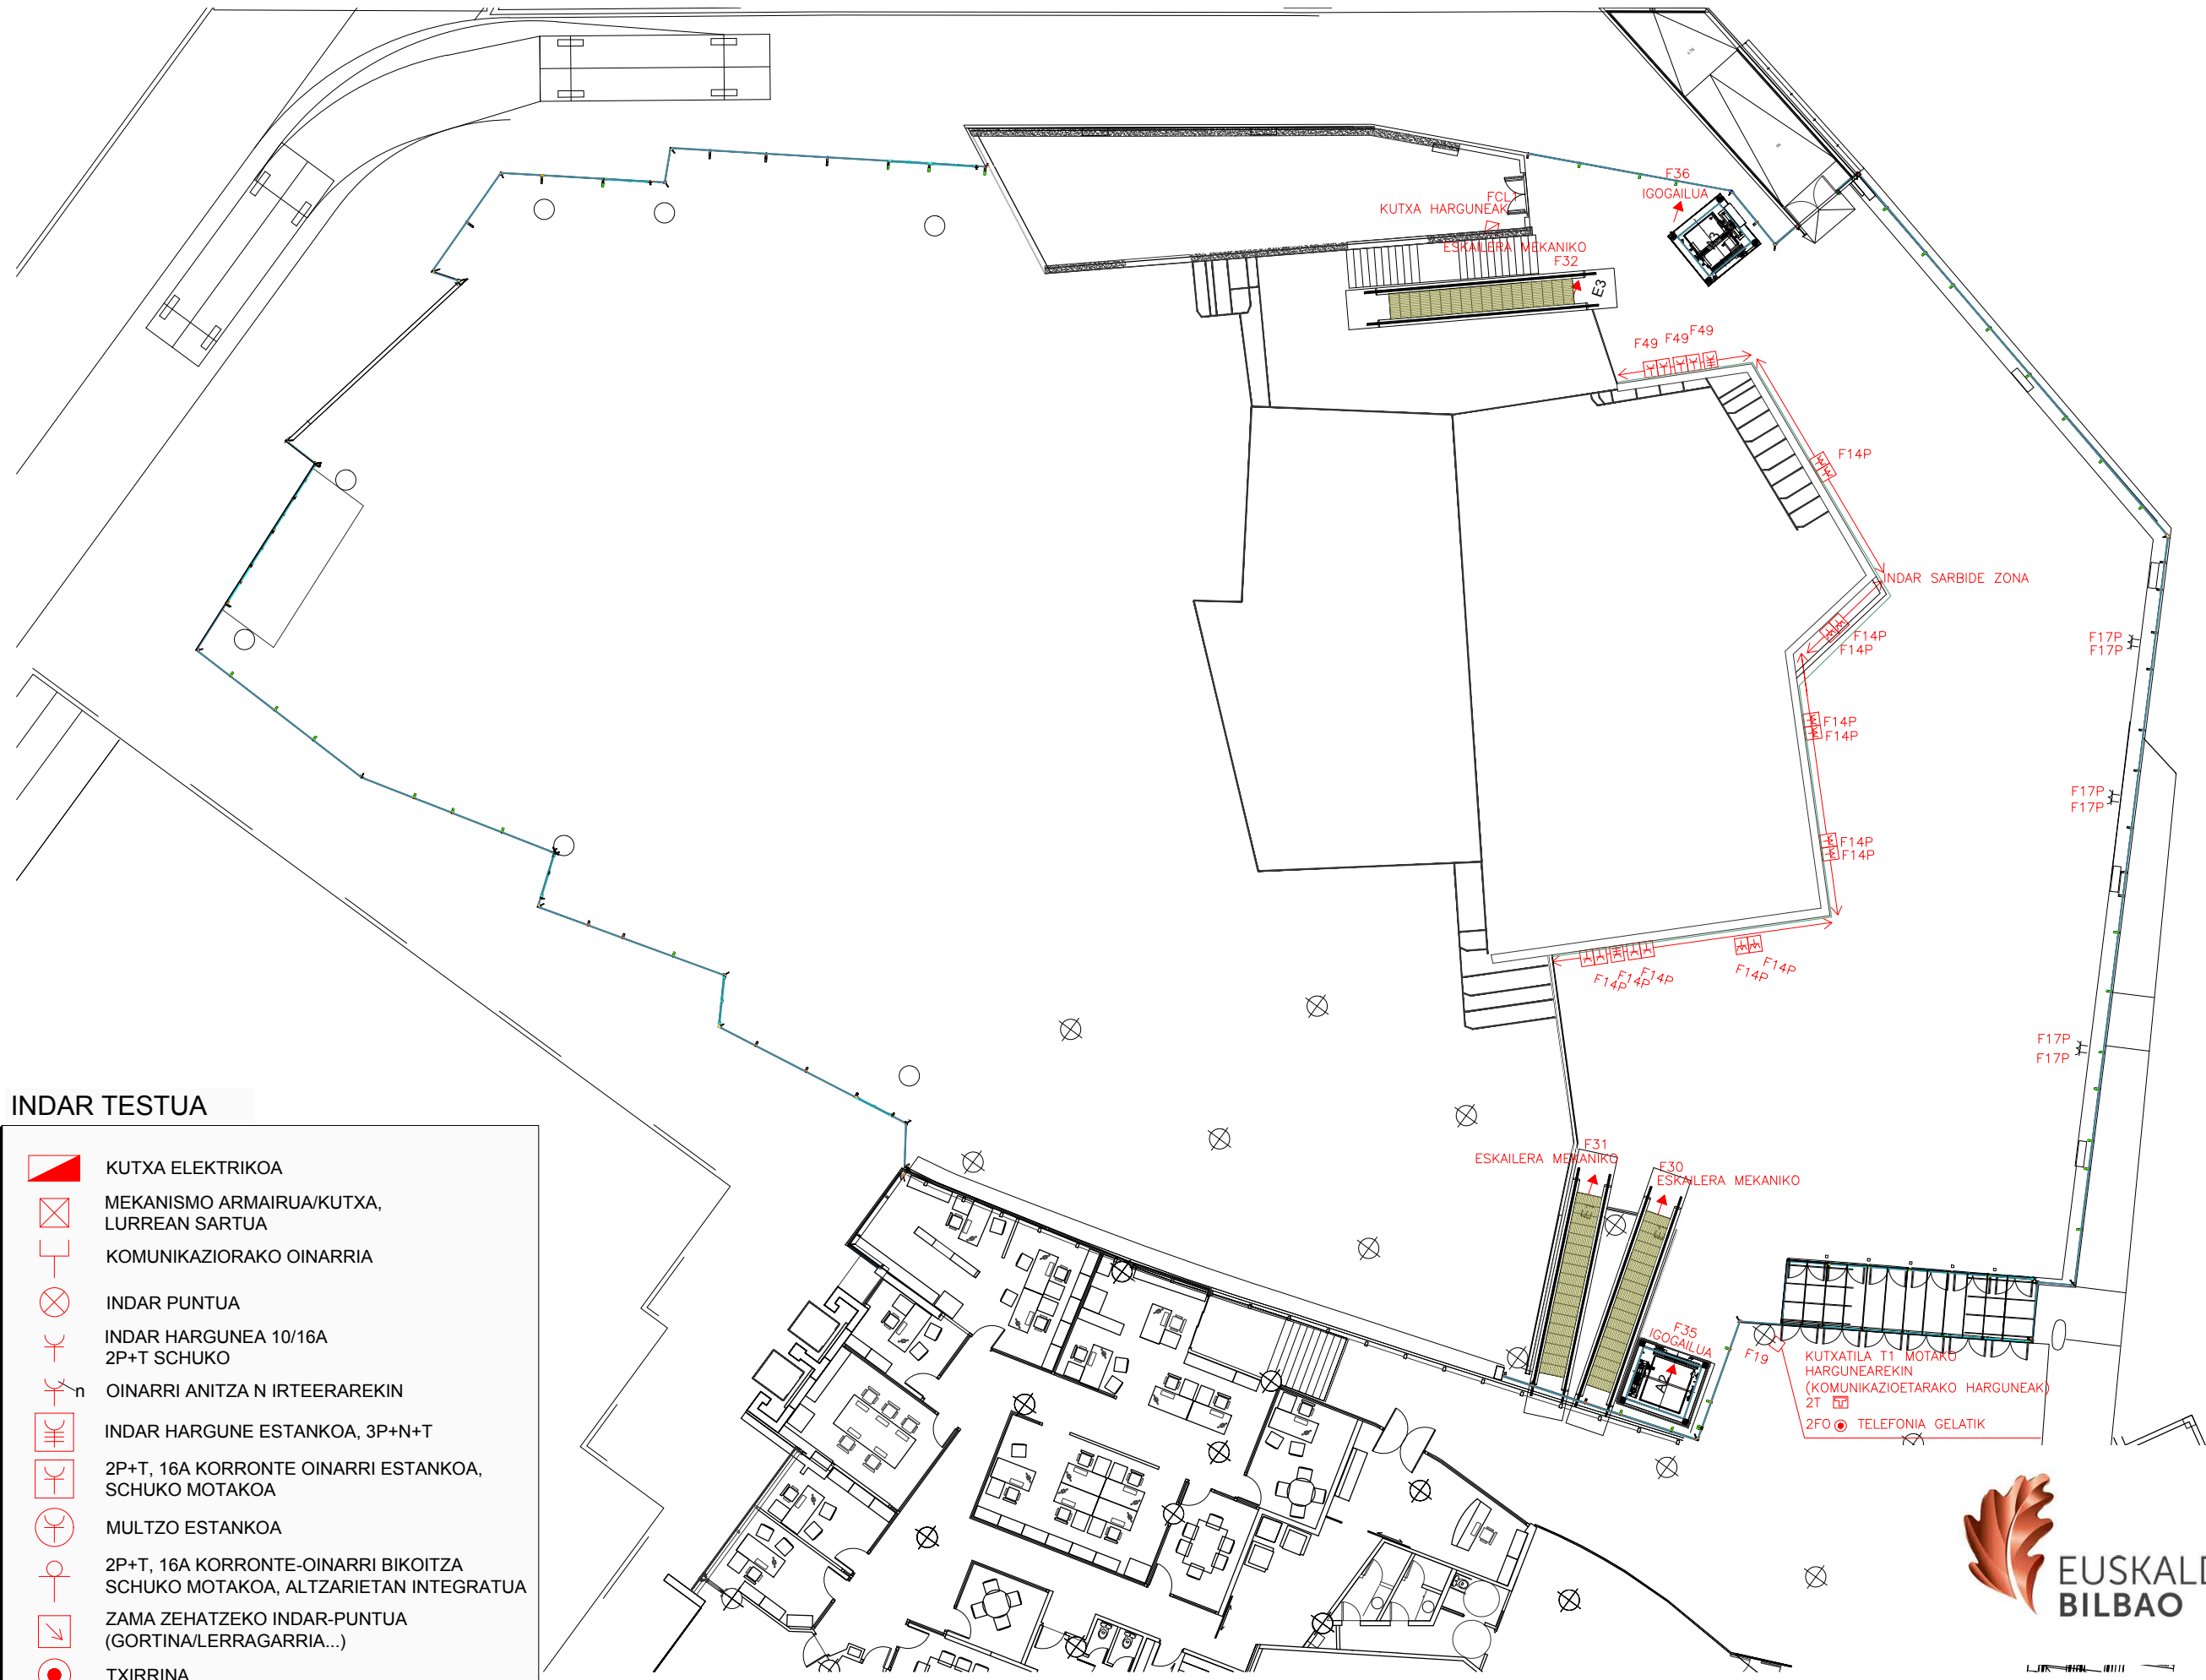 F36
IGOGAILUA
FCL
KUTXA HARGUNEAK
ESKAILERA MEKANIKO
F32
E3
F49
F49
F49
F14P
INDAR SARBIDE ZONA
F14P
F14P
F17P
F17P
F14P
F14P
F17P
F17P
F14P
F14P
F14P
F14P
F14P
F14P
F14P
F17P
F17P
F31
ESKAILERA MEKANIKO
F30
ESKAILERA MEKANIKO
F35
IGOGAILUA
A2
F19
KUTXATILA T1 MOTAKO
HARGUNEAREKIN
(KOMUNIKAZIOETARAKO HARGUNEAK)
2T
2FO TELEFONIA GELATIK
INDAR TESTUA
KUTXA ELEKTRIKOA
MEKANISMO ARMAIRUA/KUTXA,
LURREAN SARTUA
KOMUNIKAZIORAKO OINARRIA
INDAR PUNTUA
INDAR HARGUNEA 10/16A
2P+T SCHUKO
n OINARRI ANITZA N IRTEERAREKIN
INDAR HARGUNE ESTANKOA, 3P+N+T
2P+T, 16A KORRONTE OINARRI ESTANKOA,
SCHUKO MOTAKOA
MULTZO ESTANKOA
2P+T, 16A KORRONTE-OINARRI BIKOITZA
SCHUKO MOTAKOA, ALTZARIETAN INTEGRATUA
ZAMA ZEHATZEKO INDAR-PUNTUA
(GORTINA/LERRAGARRIA...)
TXIRRINA
EUSKALD
BILBAO